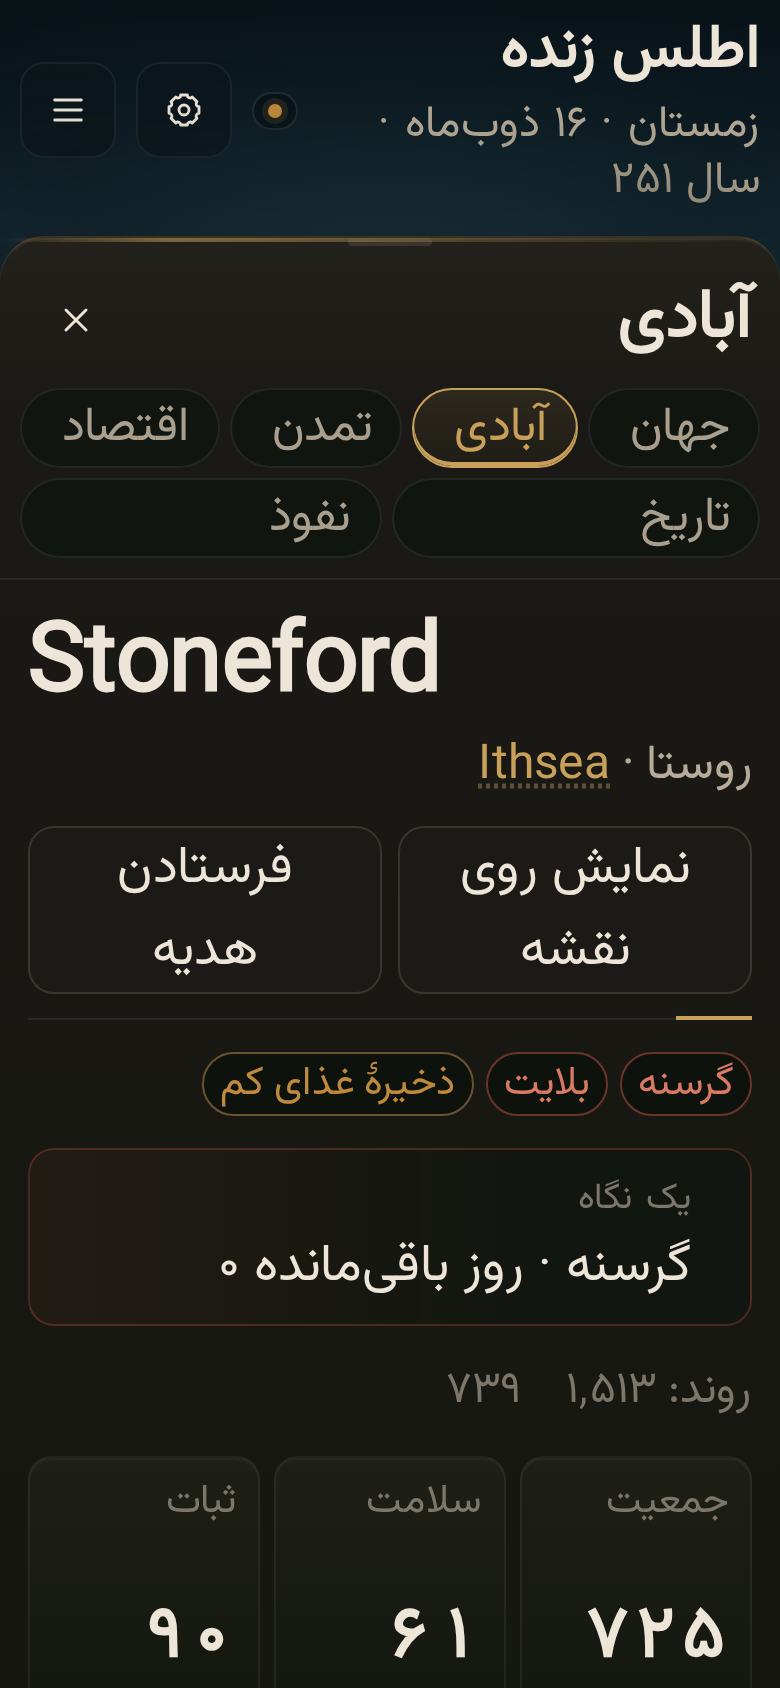 اطلس زنده
زمستان · ۱۶ ذوب‌ماه ·
سال ۲۵۱
آبادی
جهان
آبادی
تمدن
اقتصاد
تاریخ
نفوذ
Stoneford
روستا · Ithsea
نمایش روی
نقشه
فرستادن
هدیه
گرسنه
بلایت
ذخیرهٔ غذای کم
یک نگاه
گرسنه · روز باقی‌مانده ۰
روند: ۱,۵۱۳ ۷۳۹
جمعیت
سلامت
ثبات
۷۲۵
۶۱
۹۰